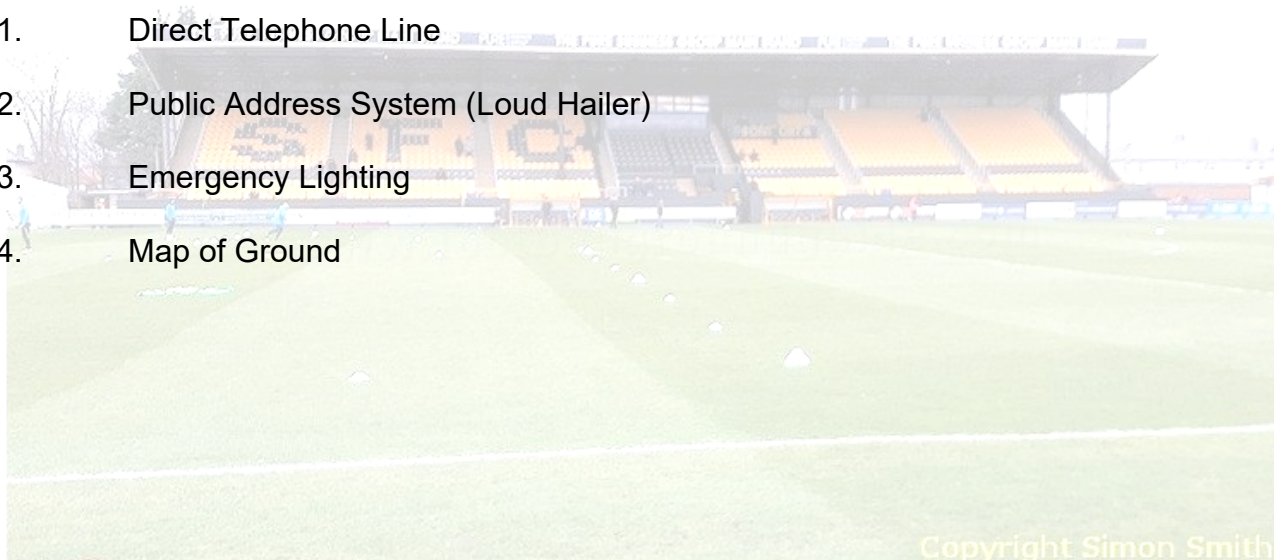 1. Direct Telephone Line
2. Public Address System (Loud Hailer)
3. Emergency Lighting
4. Map of Ground
S F C
Copyright Simon Smith